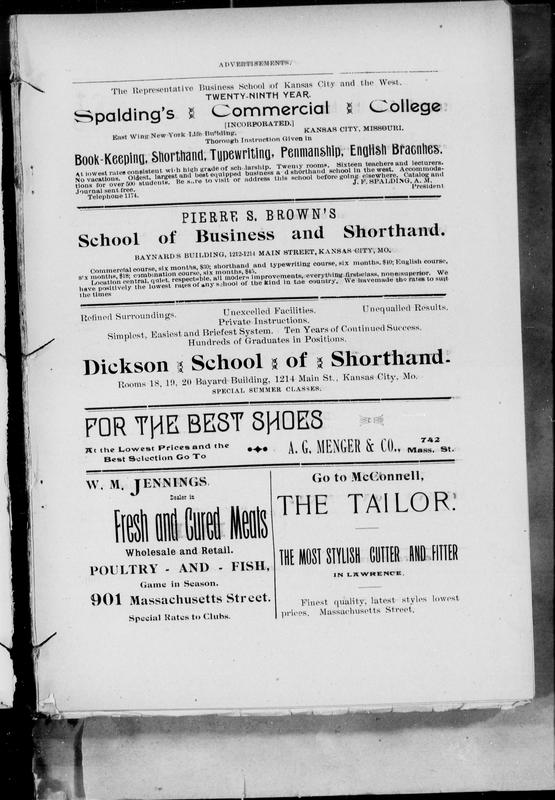 ADVERTISEMENTS.
The Representative Business School of Kansas City and the West.
TWENTY-NINTH YEAR.
Spalding's Commercial College
[INCORPORATED.]
East Wing New York Life Building,
KANSAS CITY, MISSOURI.
Thorough Instruction Given in
Book-Keeping, Shorthand, Typewriting, Penmanship, English Bracnhes.
At lowest rates consistent with high grade of scholarship. Twenty rooms. Sixteen teachers and lecturers.
No vacations. Oldest, largest and best equipped business a d shorthand school in the west. Accommoda-
tions for over 500 students. Be sure to visit or address this school before going elsewhere. Catalog and
Journal sent free.
J. F. SPALDING, A. M.
Telephone 1174.
President
PIERRE S. BROWN'S
School of Business and Shorthand.
BAYNARD'S BUILDING, 1212-1214 MAIN STREET, KANSAS CITY, MO.
Commercial course, six months, $30; shorthand and typewriting course, six months, $40; English course,
six months, $18; combination course, six months, $45.
Location central, quiet, respectable, all modern improvements, everything firstclass, none superior. We
have positively the lowest rates of any school of the kind in the country. We have made the rates to suit
the times
Refined Surroundings. Unexcelled Facilities. Unequalled Results.
Private Instructions.
Simplest, Easiest and Briefest System. Ten Years of Continued Success.
Hundreds of Graduates in Positions.
Dickson School of Shorthand.
Rooms 18, 19, 20 Bayard Building, 1214 Main St., Kansas City, Mo.
SPECIAL SUMMER CLASSES.
FOR THE BEST SHOES
At the Lowest Prices and the
Best Selection Go To
A. G. MENGER & CO., 742 Mass. St.
W. M. JENNINGS.
Dealer in
Fresh and Cured Meats
Wholesale and Retail.
POULTRY - AND - FISH,
Game in Season.
901 Massachusetts Street.
Special Rates to Clubs.
Go to McConnell,
THE TAILOR.
THE MOST STYLISH CUTTER AND FITTER
IN LAWRENCE.
Finest quality, latest styles lowest
prices. Massachusetts Street.